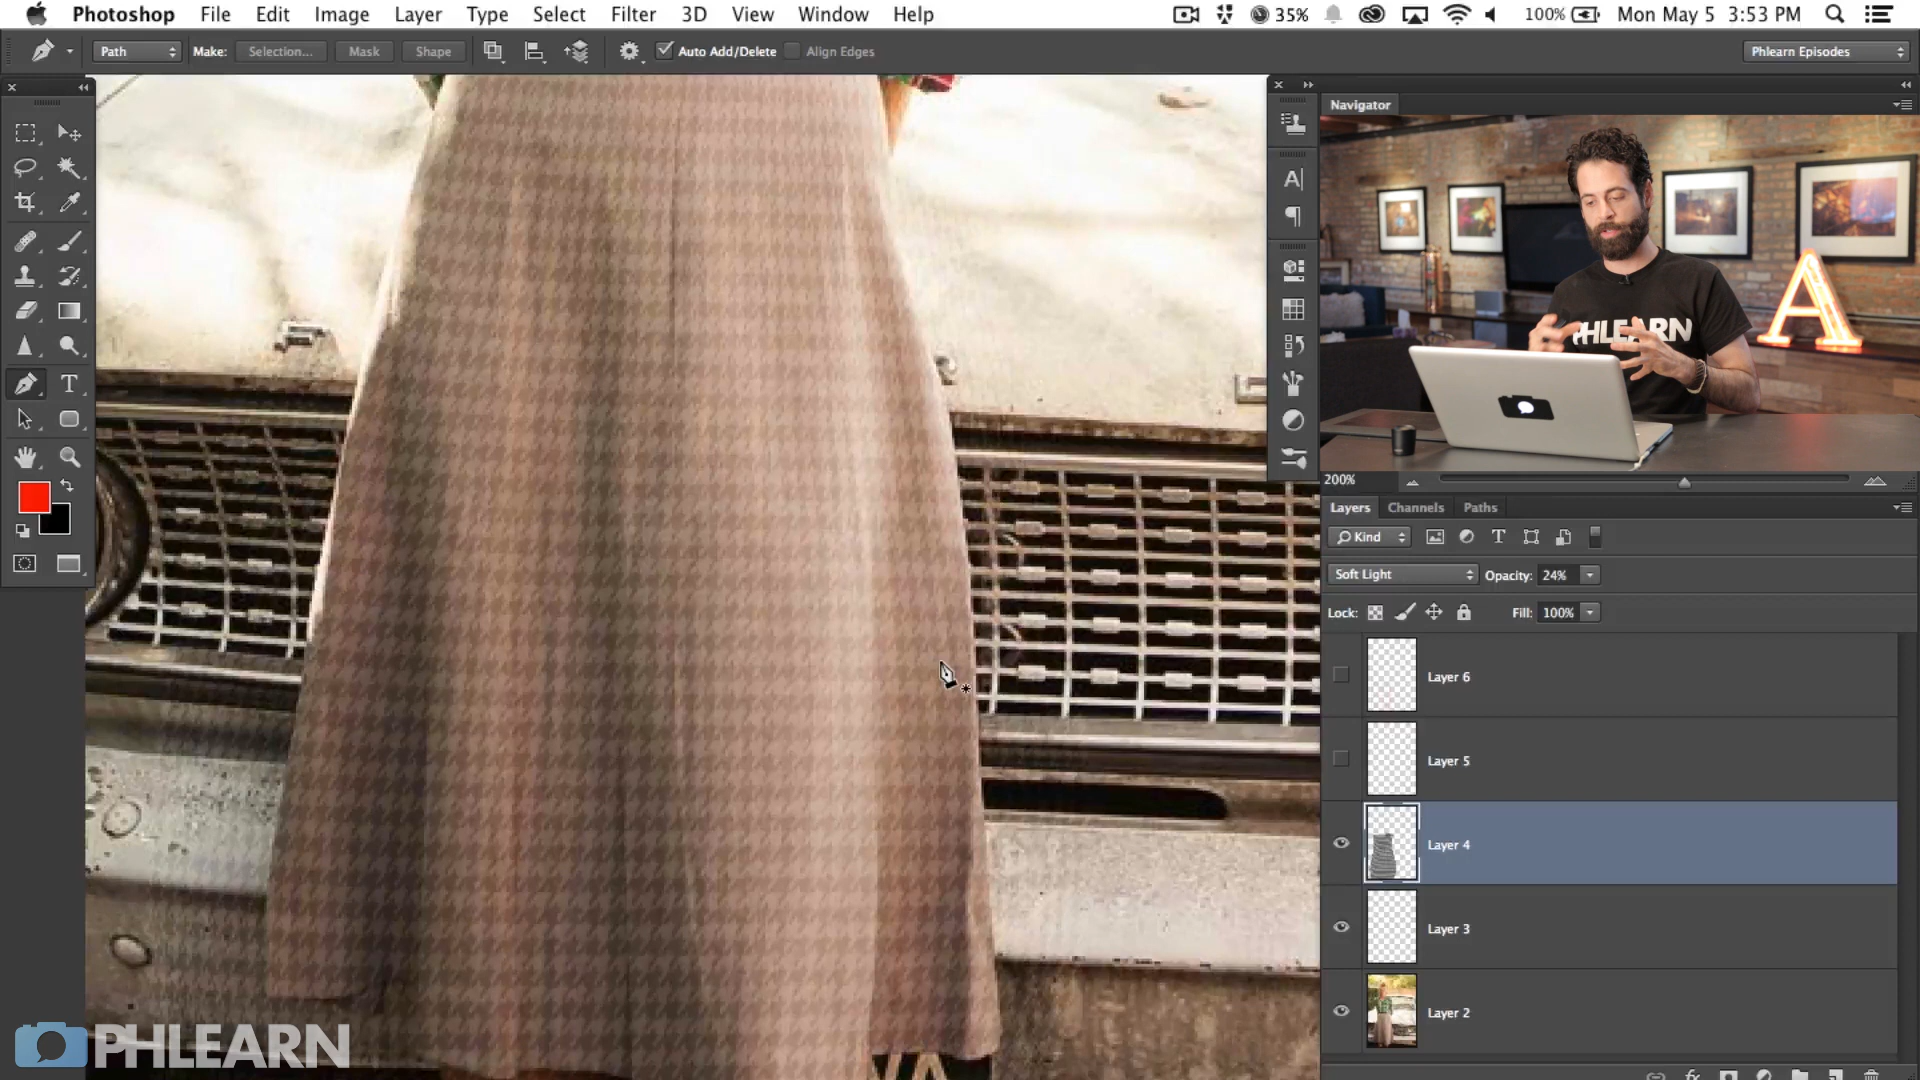 Photoshop File Edit Image Layer Type Select Filter 3D View Window Help 35% 100% Mon May 5 3:53 PM
Path Make: Selection... Mask Shape Auto Add/Delete Align Edges Phlearn Episodes
Navigator
A
PHLEARN
A
T
200%
Layers Channels Paths
Kind T
Soft Light Opacity: 24%
Lock: Fill: 100%
Layer 6
Layer 5
Layer 4
Layer 3
Layer 2
fx
PHLEARN